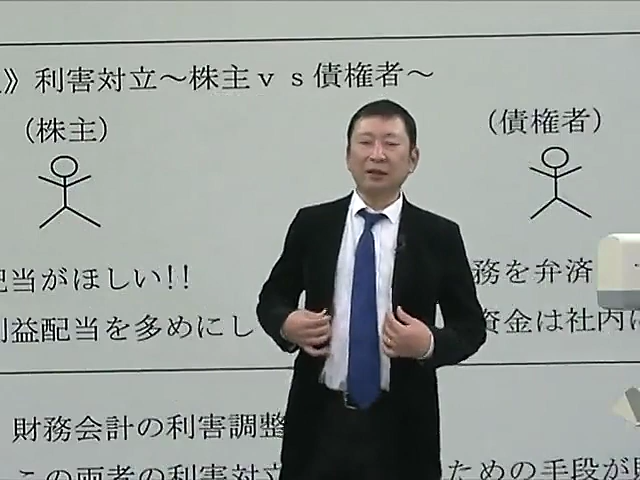 》利害対立～株主ｖｓ債権者～
（株主）
（債権者）
配当がほしい!!
務を弁済
利益配当を多めにし
資金は社内に
財務会計の利害調整
この両者の利害対立
ための手段が